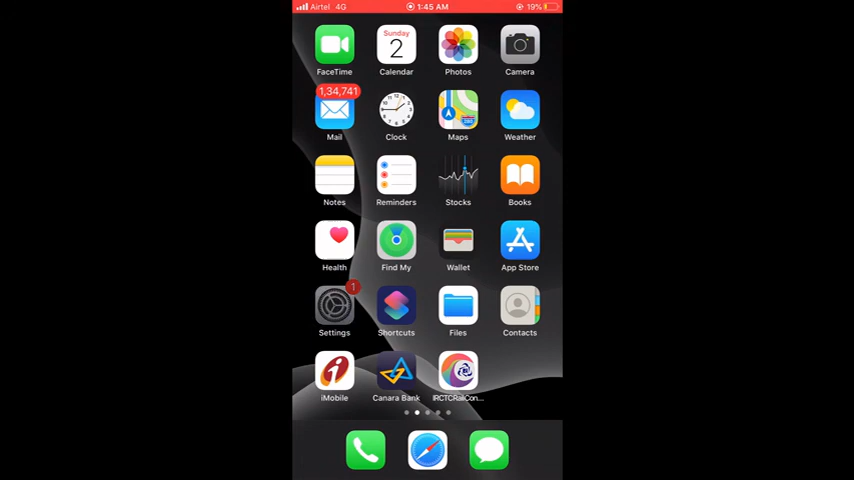 Airtel 4G 1:45 AM 19%
Sunday
2
FaceTime Calendar Photos Camera
1,34,741
Mail Clock Maps Weather
Notes Reminders Stocks Books
Health Find My Wallet App Store
1
Settings Shortcuts Files Contacts
iMobile Canara Bank IRCTCRailCon...